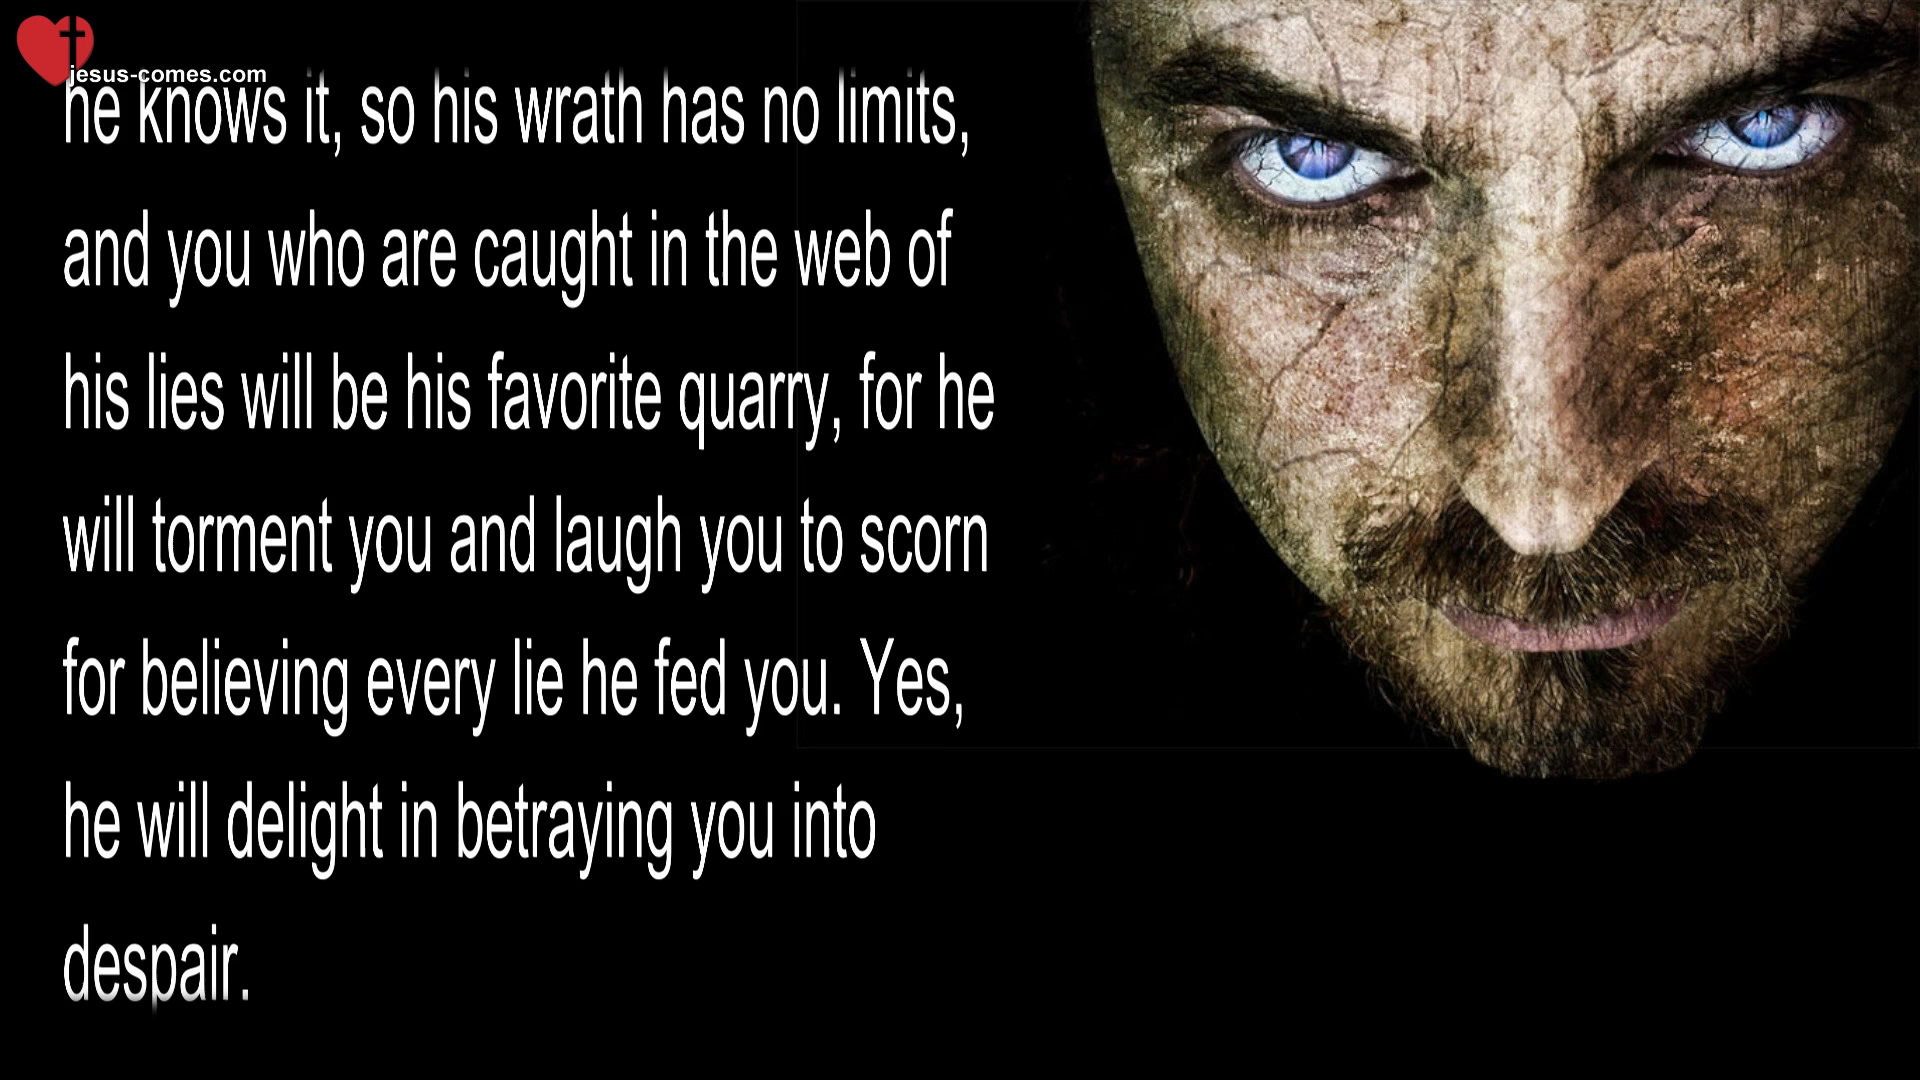 jesus-comes.com
he knows it, so his wrath has no limits,
and you who are caught in the web of
his lies will be his favorite quarry, for he
will torment you and laugh you to scorn
for believing every lie he fed you. Yes,
he will delight in betraying you into
despair.